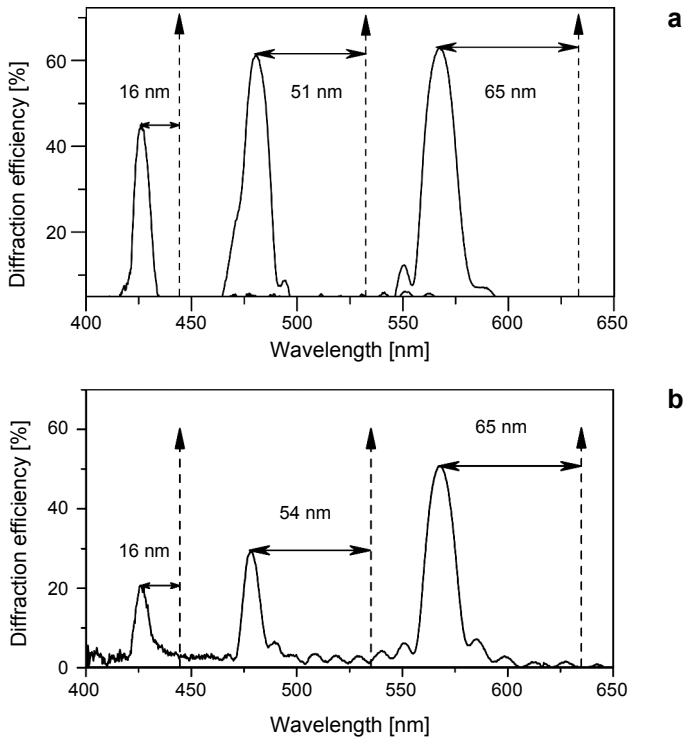 a
Diffraction efficiency [%]
60
40
20
16 nm
51 nm
65 nm
400 450 500 550 600 650
Wavelength [nm]
b
Diffraction efficiency [%]
60
40
20
0
65 nm
54 nm
16 nm
400 450 500 550 600 650
Wavelength [nm]